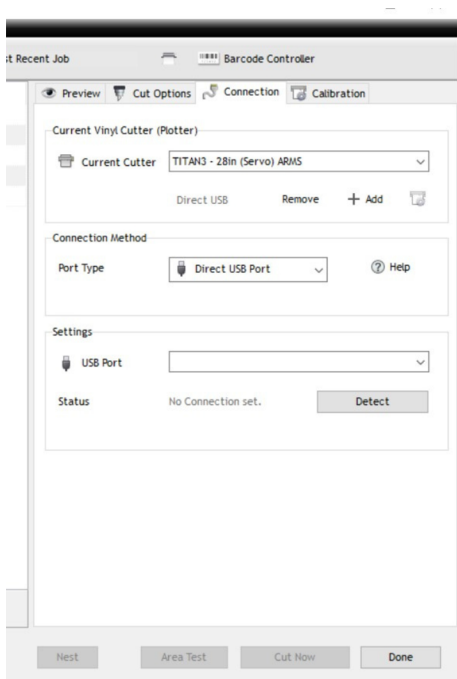 st Recent Job Barcode Controller
Preview Cut Options Connection Calibration
Current Vinyl Cutter (Plotter)
Current Cutter TITAN3 - 28in (Servo) ARMS
Direct USB Remove + Add
Connection Method
Port Type Direct USB Port ? Help
Settings
USB Port
Status No Connection set. Detect
Nest Area Test Cut Now Done